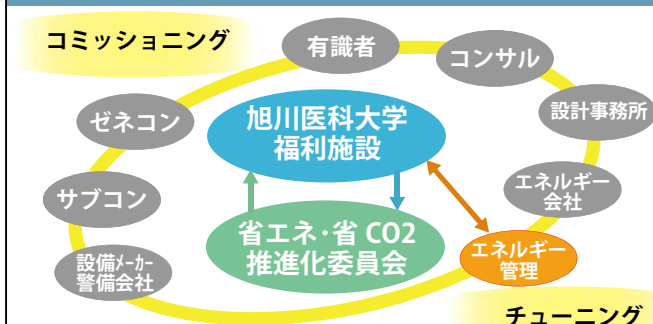 コミッショニング
有識者
コンサル
ゼネコン
旭川医科大学
福利施設
設計事務所
サブコン
エネルギー
会社
省エネ・省 CO2
推進化委員会
設備ﾒｰｶｰ
警備会社
エネルギー
管理
チューニング